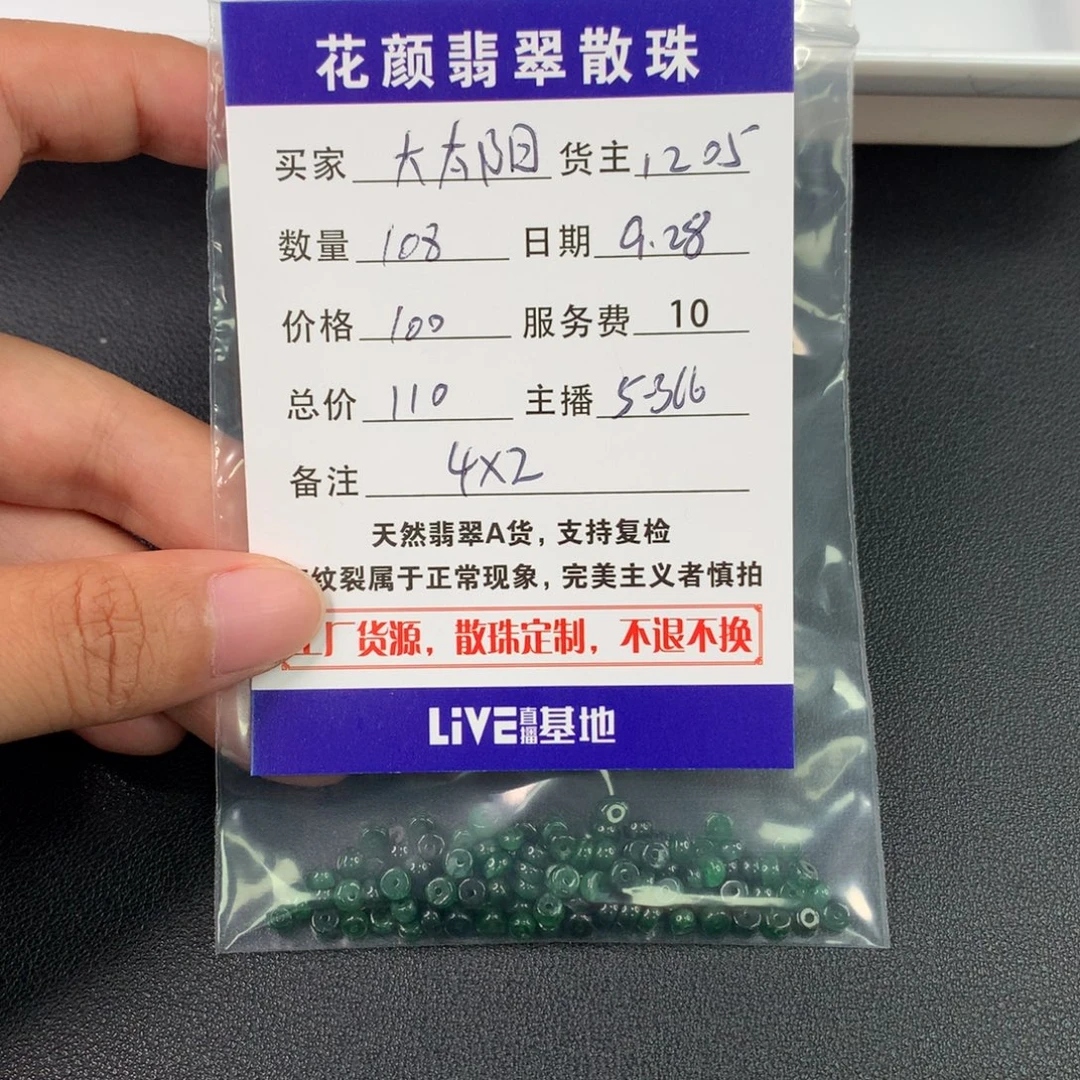 花颜翡翠散珠
买家 大太阳 货主 1205
数量 108 日期 9.28
价格 100 服务费 10
总价 110 主播 5366
备注 4X2
天然翡翠A货，支持复检
纹裂属于正常现象，完美主义者慎拍
厂货源，散珠定制，不退不换
LiVE直播基地